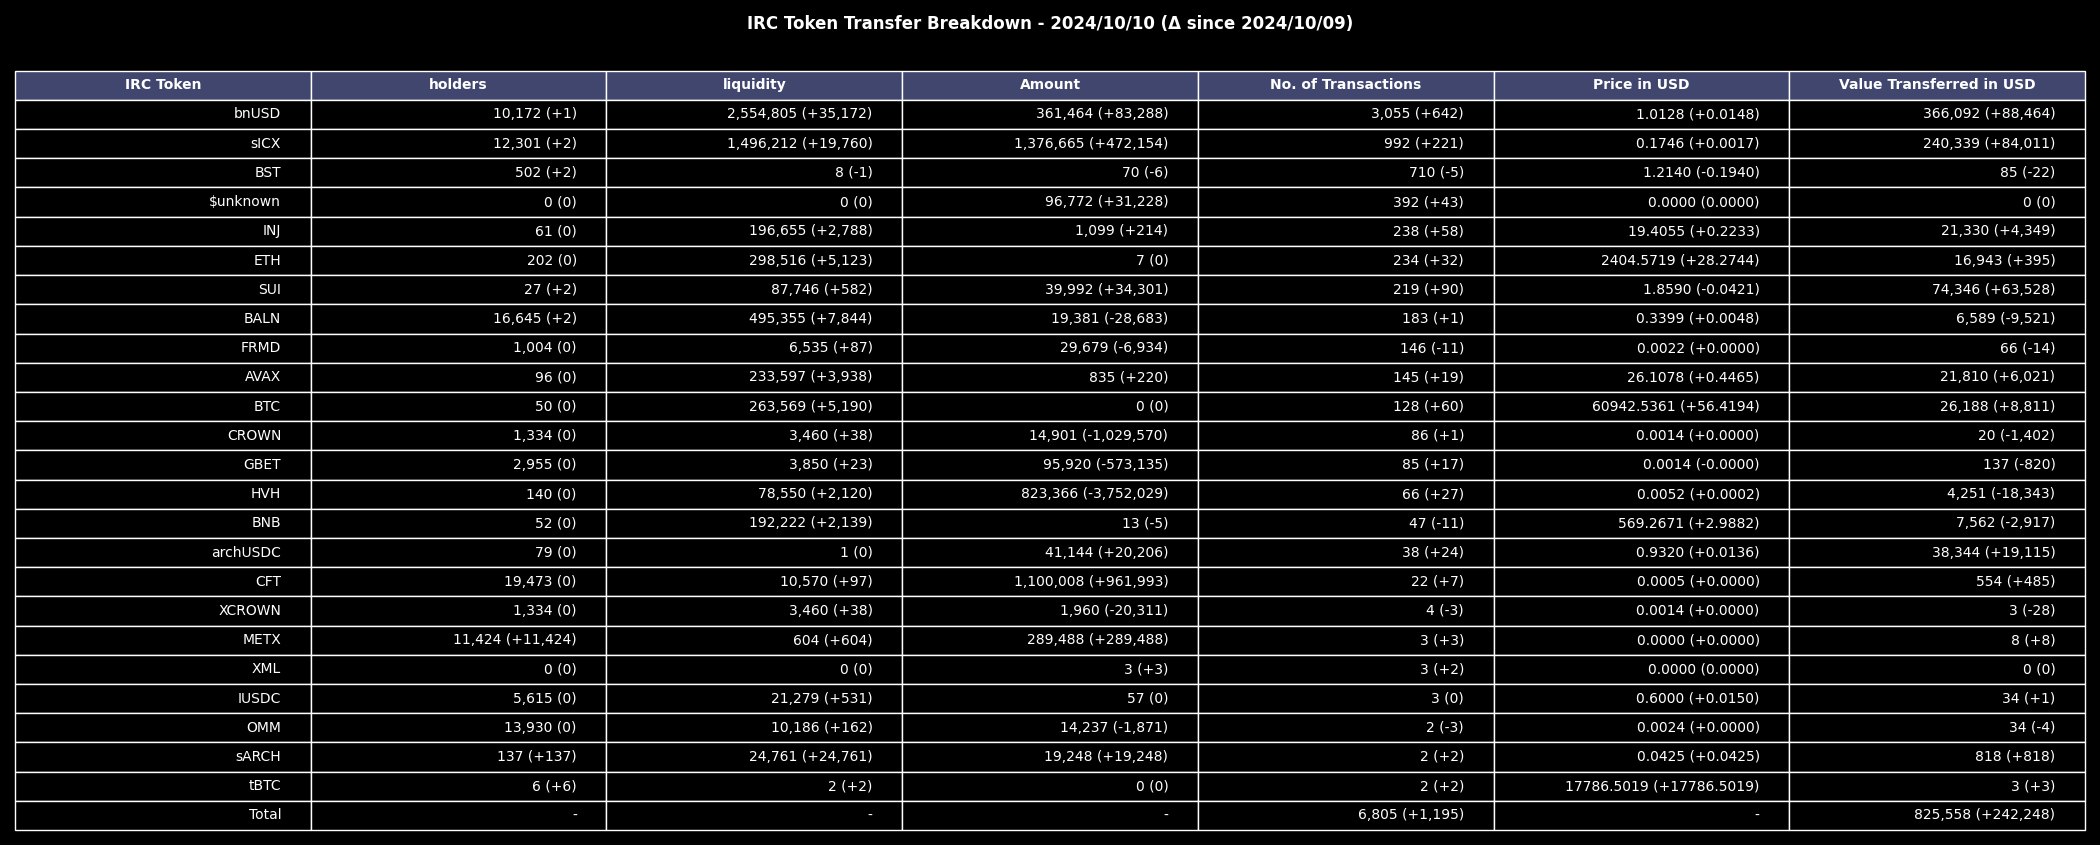 IRC Token Transfer Breakdown - 2024/10/10 (Δ since 2024/10/09)
IRC Token holders liquidity Amount No. of Transactions Price in USD Value Transferred in USD
bnUSD 10,172 (+1) 2,554,805 (+35,172) 361,464 (+83,288) 3,055 (+642) 1.0128 (+0.0148) 366,092 (+88,464)
sICX 12,301 (+2) 1,496,212 (+19,760) 1,376,665 (+472,154) 992 (+221) 0.1746 (+0.0017) 240,339 (+84,011)
BST 502 (+2) 8 (-1) 70 (-6) 710 (-5) 1.2140 (-0.1940) 85 (-22)
$unknown 0 (0) 0 (0) 96,772 (+31,228) 392 (+43) 0.0000 (0.0000) 0 (0)
INJ 61 (0) 196,655 (+2,788) 1,099 (+214) 238 (+58) 19.4055 (+0.2233) 21,330 (+4,349)
ETH 202 (0) 298,516 (+5,123) 7 (0) 234 (+32) 2404.5719 (+28.2744) 16,943 (+395)
SUI 27 (+2) 87,746 (+582) 39,992 (+34,301) 219 (+90) 1.8590 (-0.0421) 74,346 (+63,528)
BALN 16,645 (+2) 495,355 (+7,844) 19,381 (-28,683) 183 (+1) 0.3399 (+0.0048) 6,589 (-9,521)
FRMD 1,004 (0) 6,535 (+87) 29,679 (-6,934) 146 (-11) 0.0022 (+0.0000) 66 (-14)
AVAX 96 (0) 233,597 (+3,938) 835 (+220) 145 (+19) 26.1078 (+0.4465) 21,810 (+6,021)
BTC 50 (0) 263,569 (+5,190) 0 (0) 128 (+60) 60942.5361 (+56.4194) 26,188 (+8,811)
CROWN 1,334 (0) 3,460 (+38) 14,901 (-1,029,570) 86 (+1) 0.0014 (+0.0000) 20 (-1,402)
GBET 2,955 (0) 3,850 (+23) 95,920 (-573,135) 85 (+17) 0.0014 (-0.0000) 137 (-820)
HVH 140 (0) 78,550 (+2,120) 823,366 (-3,752,029) 66 (+27) 0.0052 (+0.0002) 4,251 (-18,343)
BNB 52 (0) 192,222 (+2,139) 13 (-5) 47 (-11) 569.2671 (+2.9882) 7,562 (-2,917)
archUSDC 79 (0) 1 (0) 41,144 (+20,206) 38 (+24) 0.9320 (+0.0136) 38,344 (+19,115)
CFT 19,473 (0) 10,570 (+97) 1,100,008 (+961,993) 22 (+7) 0.0005 (+0.0000) 554 (+485)
XCROWN 1,334 (0) 3,460 (+38) 1,960 (-20,311) 4 (-3) 0.0014 (+0.0000) 3 (-28)
METX 11,424 (+11,424) 604 (+604) 289,488 (+289,488) 3 (+3) 0.0000 (+0.0000) 8 (+8)
XML 0 (0) 0 (0) 3 (+3) 3 (+2) 0.0000 (0.0000) 0 (0)
IUSDC 5,615 (0) 21,279 (+531) 57 (0) 3 (0) 0.6000 (+0.0150) 34 (+1)
OMM 13,930 (0) 10,186 (+162) 14,237 (-1,871) 2 (-3) 0.0024 (+0.0000) 34 (-4)
sARCH 137 (+137) 24,761 (+24,761) 19,248 (+19,248) 2 (+2) 0.0425 (+0.0425) 818 (+818)
tBTC 6 (+6) 2 (+2) 0 (0) 2 (+2) 17786.5019 (+17786.5019) 3 (+3)
Total - - - 6,805 (+1,195) - 825,558 (+242,248)